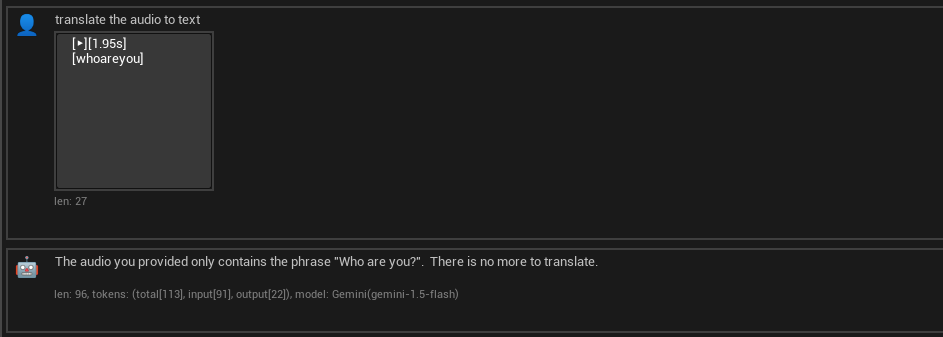 translate the audio to text
[▶][1.95s]
[whoareyou]
len: 27
The audio you provided only contains the phrase "Who are you?".  There is no more to translate.
len: 96, tokens: (total[113], input[91], output[22]), model: Gemini(gemini-1.5-flash)